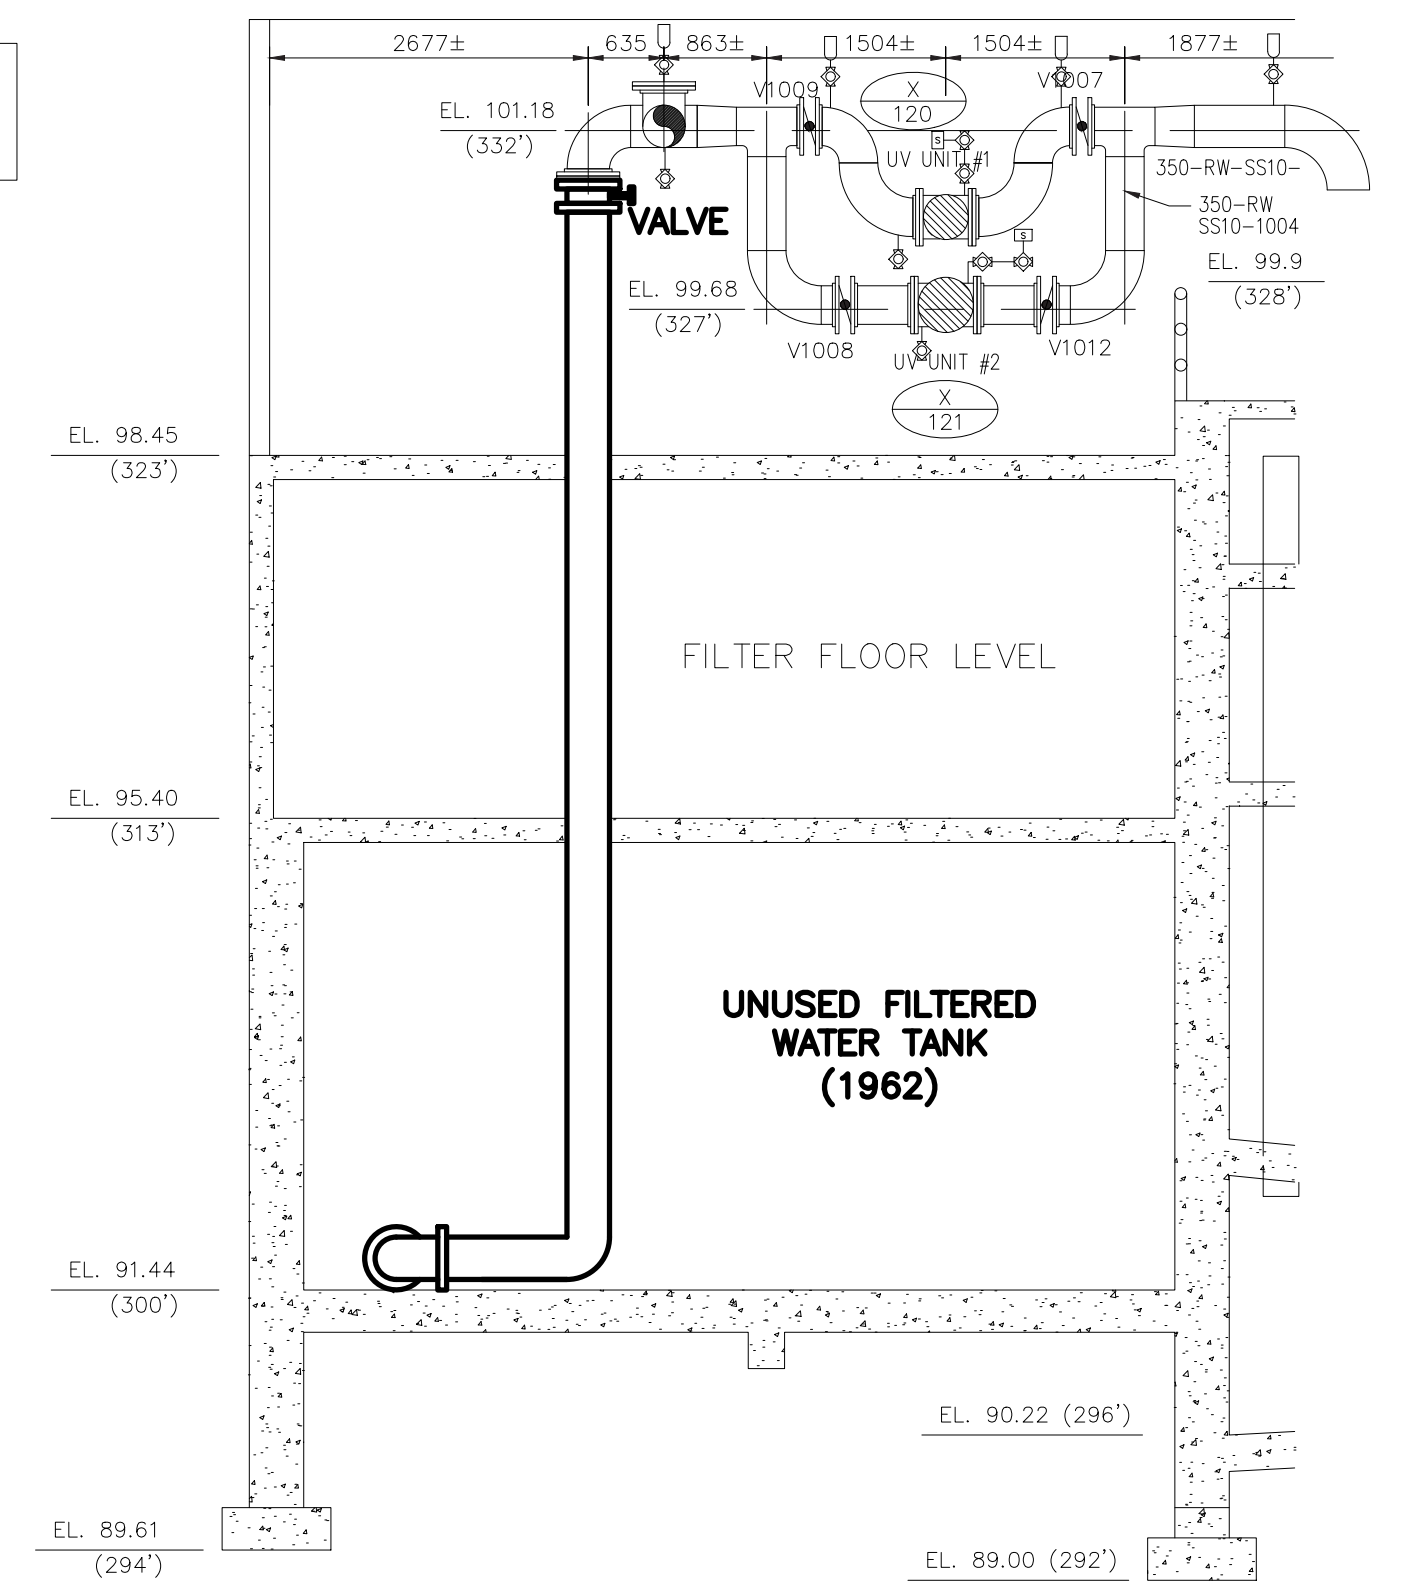 2677± 635 863± 1504± 1504± 1877±
V1009 X V1007
120
EL. 101.18
(332')
S
UV UNIT #1
350-RW-SS10-
350-RW
SS10-1004
VALVE
S
EL. 99.9
(328')
EL. 99.68
(327')
V1008
V1012
UV UNIT #2
X
121
EL. 98.45
(323')
FILTER FLOOR LEVEL
EL. 95.40
(313')
UNUSED FILTERED
WATER TANK
(1962)
EL. 91.44
(300')
EL. 90.22 (296')
EL. 89.61
(294')
EL. 89.00 (292')